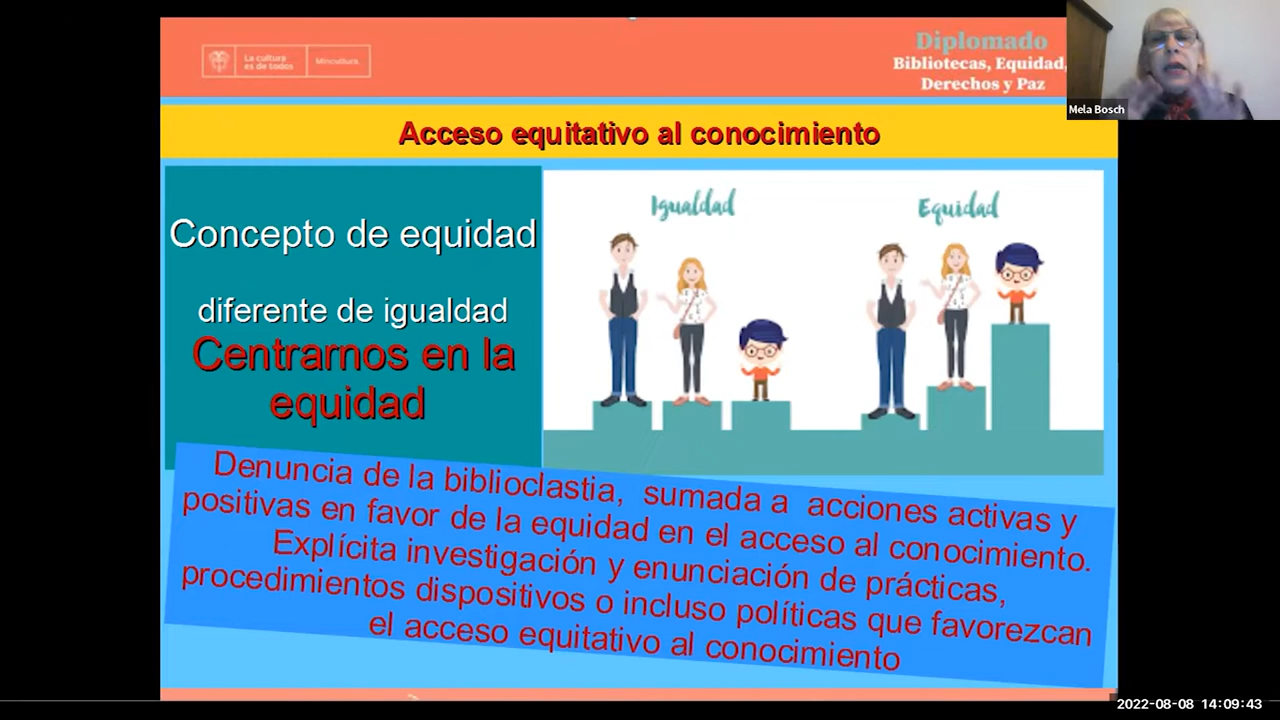 La cultura
es de todos
Mincultura
Diplomado
Bibliotecas, Equidad,
Derechos y Paz
Mela Bosch
Acceso equitativo al conocimiento
Concepto de equidad
diferente de igualdad
Centrarnos en la
equidad
Igualdad
Equidad
Denuncia de la biblioclastia, sumada a acciones activas y
positivas en favor de la equidad en el acceso al conocimiento.
Explícita investigación y enunciación de prácticas,
procedimientos dispositivos o incluso políticas que favorezcan
el acceso equitativo al conocimiento
2022-08-08 14:09:43